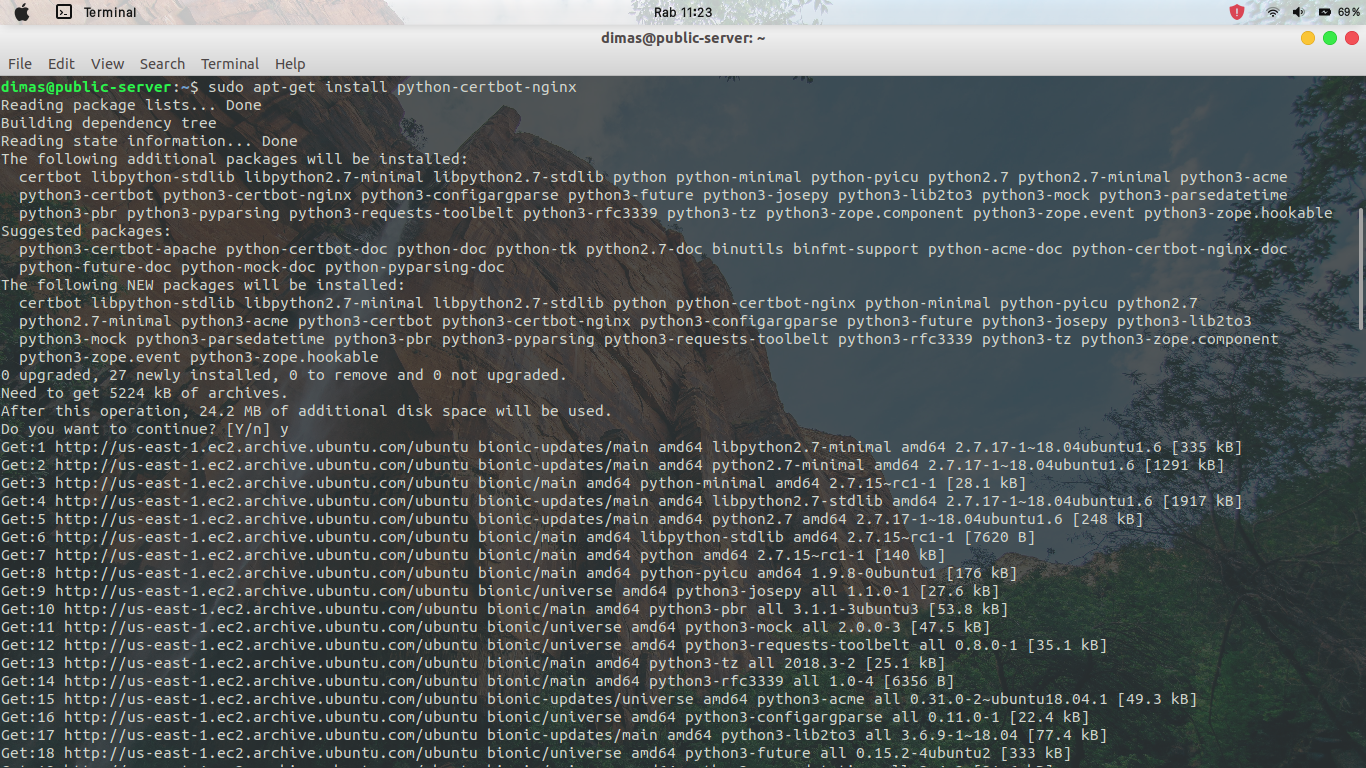 Terminal
Rab 11:23
69%
dimas@public-server: ~
File Edit View Search Terminal Help
dimas@public-server:~$ sudo apt-get install python-certbot-nginx
Reading package lists... Done
Building dependency tree
Reading state information... Done
The following additional packages will be installed:
  certbot libpython-stdlib libpython2.7-minimal libpython2.7-stdlib python python-minimal python-pyicu python2.7 python2.7-minimal python3-acme
  python3-certbot python3-certbot-nginx python3-configargparse python3-future python3-josepy python3-lib2to3 python3-mock python3-parsedatetime
  python3-pbr python3-pyparsing python3-requests-toolbelt python3-rfc3339 python3-tz python3-zope.component python3-zope.event python3-zope.hookable
Suggested packages:
  python3-certbot-apache python-certbot-doc python-doc python-tk python2.7-doc binutils binfmt-support python-acme-doc python-certbot-nginx-doc
  python-future-doc python-mock-doc python-pyparsing-doc
The following NEW packages will be installed:
  certbot libpython-stdlib libpython2.7-minimal libpython2.7-stdlib python python-certbot-nginx python-minimal python-pyicu python2.7
  python2.7-minimal python3-acme python3-certbot python3-certbot-nginx python3-configargparse python3-future python3-josepy python3-lib2to3
  python3-mock python3-parsedatetime python3-pbr python3-pyparsing python3-requests-toolbelt python3-rfc3339 python3-tz python3-zope.component
  python3-zope.event python3-zope.hookable
0 upgraded, 27 newly installed, 0 to remove and 0 not upgraded.
Need to get 5224 kB of archives.
After this operation, 24.2 MB of additional disk space will be used.
Do you want to continue? [Y/n] y
Get:1 http://us-east-1.ec2.archive.ubuntu.com/ubuntu bionic-updates/main amd64 libpython2.7-minimal amd64 2.7.17-1~18.04ubuntu1.6 [335 kB]
Get:2 http://us-east-1.ec2.archive.ubuntu.com/ubuntu bionic-updates/main amd64 python2.7-minimal amd64 2.7.17-1~18.04ubuntu1.6 [1291 kB]
Get:3 http://us-east-1.ec2.archive.ubuntu.com/ubuntu bionic/main amd64 python-minimal amd64 2.7.15~rc1-1 [28.1 kB]
Get:4 http://us-east-1.ec2.archive.ubuntu.com/ubuntu bionic-updates/main amd64 libpython2.7-stdlib amd64 2.7.17-1~18.04ubuntu1.6 [1917 kB]
Get:5 http://us-east-1.ec2.archive.ubuntu.com/ubuntu bionic-updates/main amd64 python2.7 amd64 2.7.17-1~18.04ubuntu1.6 [248 kB]
Get:6 http://us-east-1.ec2.archive.ubuntu.com/ubuntu bionic/main amd64 libpython-stdlib amd64 2.7.15~rc1-1 [7620 B]
Get:7 http://us-east-1.ec2.archive.ubuntu.com/ubuntu bionic/main amd64 python amd64 2.7.15~rc1-1 [140 kB]
Get:8 http://us-east-1.ec2.archive.ubuntu.com/ubuntu bionic/main amd64 python-pyicu amd64 1.9.8-0ubuntu1 [176 kB]
Get:9 http://us-east-1.ec2.archive.ubuntu.com/ubuntu bionic/universe amd64 python3-josepy all 1.1.0-1 [27.6 kB]
Get:10 http://us-east-1.ec2.archive.ubuntu.com/ubuntu bionic/main amd64 python3-pbr all 3.1.1-3ubuntu3 [53.8 kB]
Get:11 http://us-east-1.ec2.archive.ubuntu.com/ubuntu bionic/universe amd64 python3-mock all 2.0.0-3 [47.5 kB]
Get:12 http://us-east-1.ec2.archive.ubuntu.com/ubuntu bionic/universe amd64 python3-requests-toolbelt all 0.8.0-1 [35.1 kB]
Get:13 http://us-east-1.ec2.archive.ubuntu.com/ubuntu bionic/main amd64 python3-tz all 2018.3-2 [25.1 kB]
Get:14 http://us-east-1.ec2.archive.ubuntu.com/ubuntu bionic/main amd64 python3-rfc3339 all 1.0-4 [6356 B]
Get:15 http://us-east-1.ec2.archive.ubuntu.com/ubuntu bionic-updates/universe amd64 python3-acme all 0.31.0-2~ubuntu18.04.1 [49.3 kB]
Get:16 http://us-east-1.ec2.archive.ubuntu.com/ubuntu bionic/universe amd64 python3-configargparse all 0.11.0-1 [22.4 kB]
Get:17 http://us-east-1.ec2.archive.ubuntu.com/ubuntu bionic-updates/main amd64 python3-lib2to3 all 3.6.9-1~18.04 [77.4 kB]
Get:18 http://us-east-1.ec2.archive.ubuntu.com/ubuntu bionic/universe amd64 python3-future all 0.15.2-4ubuntu2 [333 kB]